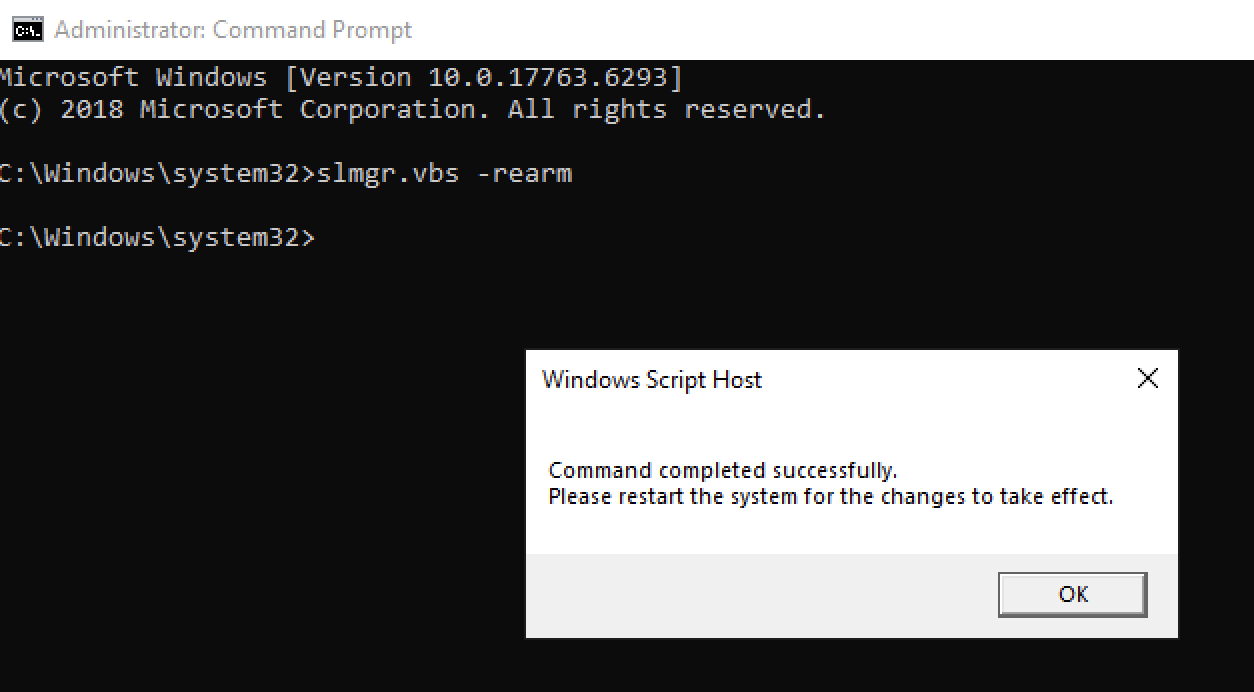 Administrator: Command Prompt
Microsoft Windows [Version 10.0.17763.6293]
(c) 2018 Microsoft Corporation. All rights reserved.
C:\Windows\system32>slmgr.vbs -rearm
C:\Windows\system32>
Windows Script Host
Command completed successfully.
Please restart the system for the changes to take effect.
OK